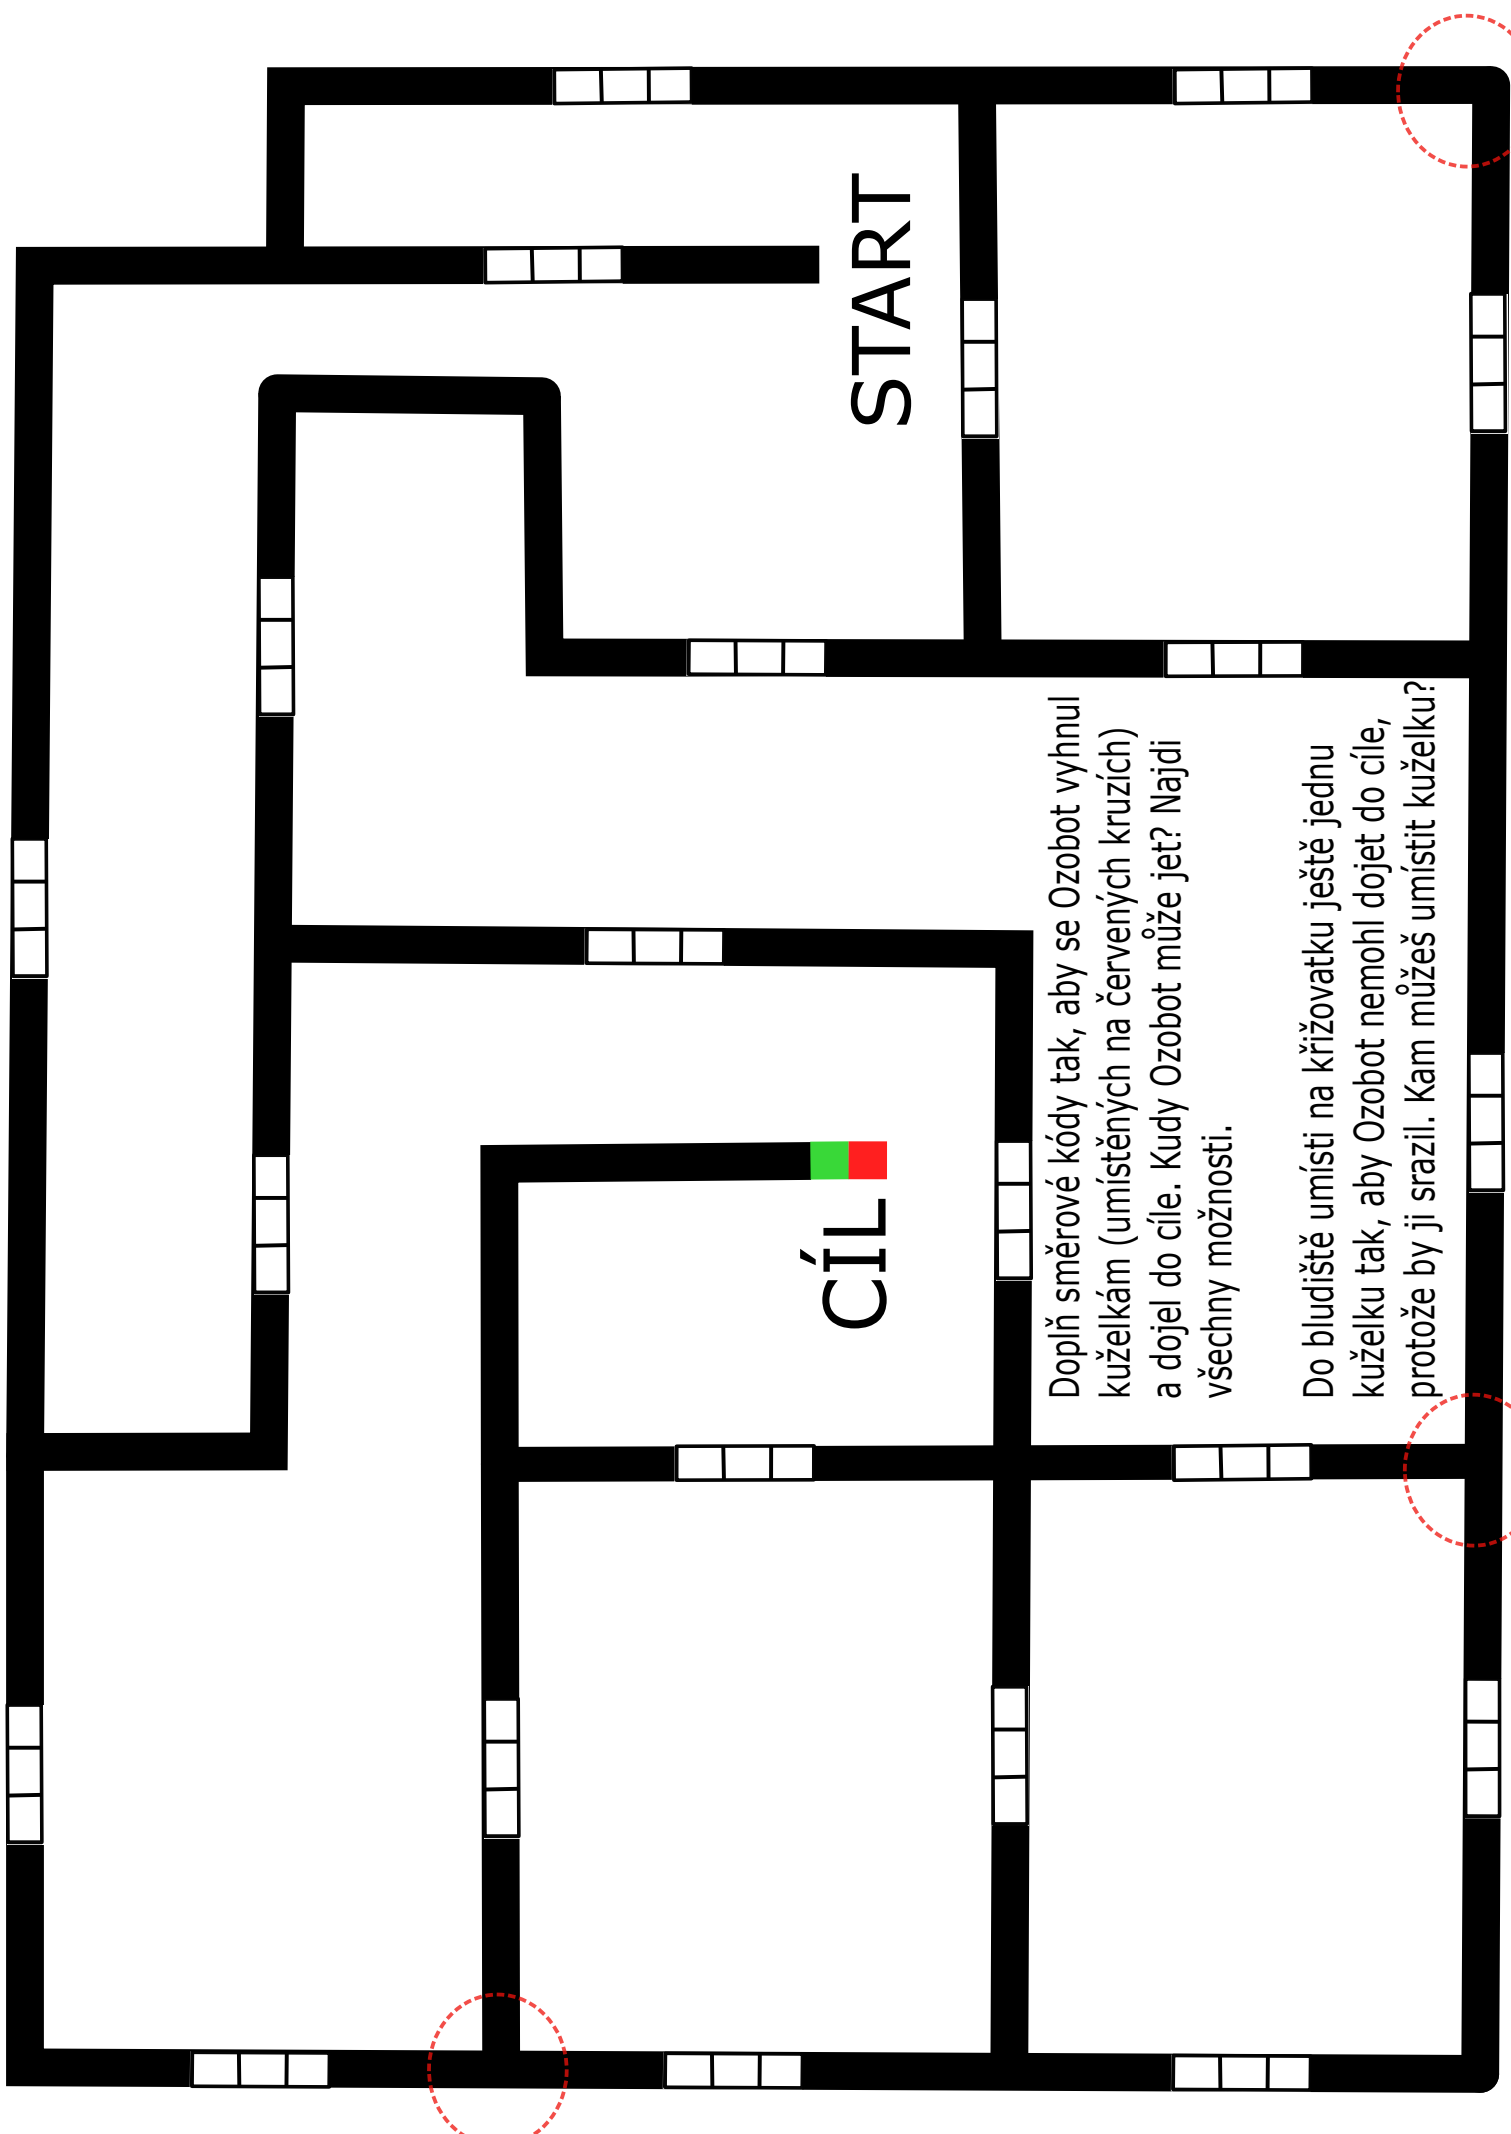 START
CÍL
Doplň směrové kódy tak, aby se Ozobot vyhnul
kuželkám (umístěných na červených kruzích)
a dojel do cíle. Kudy Ozobot může jet? Najdi
všechny možnosti.
Do bludiště umísti na křižovatku ještě jednu
kuželku tak, aby Ozobot nemohl dojet do cíle,
protože by ji srazil. Kam můžeš umístit kuželku?